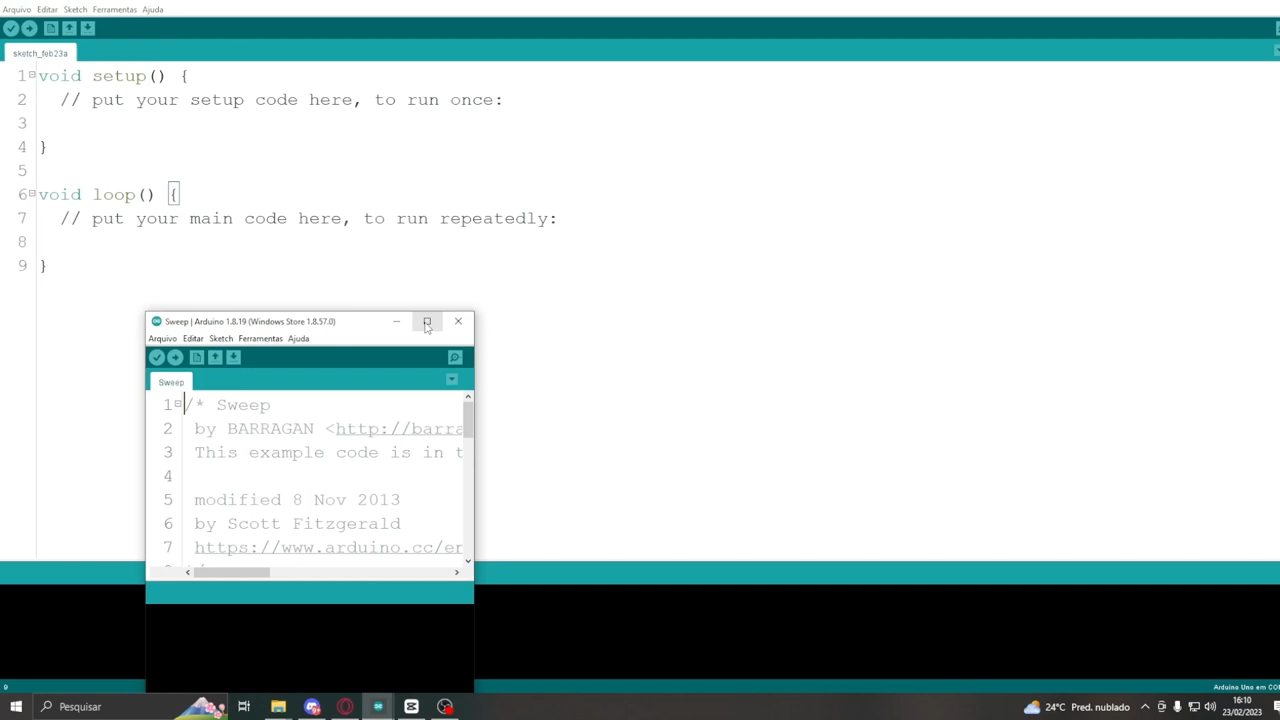 Arquivo Editar Sketch Ferramentas Ajuda
sketch_feb23a
1 void setup() {
2 // put your setup code here, to run once:
3
4 }
5
6 void loop() {
7 // put your main code here, to run repeatedly:
8
9 }
Sweep | Arduino 1.8.19 (Windows Store 1.8.57.0)
Arquivo Editar Sketch Ferramentas Ajuda
Sweep
1 /* Sweep
2 by BARRAGAN <http://barra
3 This example code is in t
4
5 modified 8 Nov 2013
6 by Scott Fitzgerald
7 https://www.arduino.cc/en
9
Arduino Uno em CO
Pesquisar
24°C Pred. nublado
16:10
23/02/2023